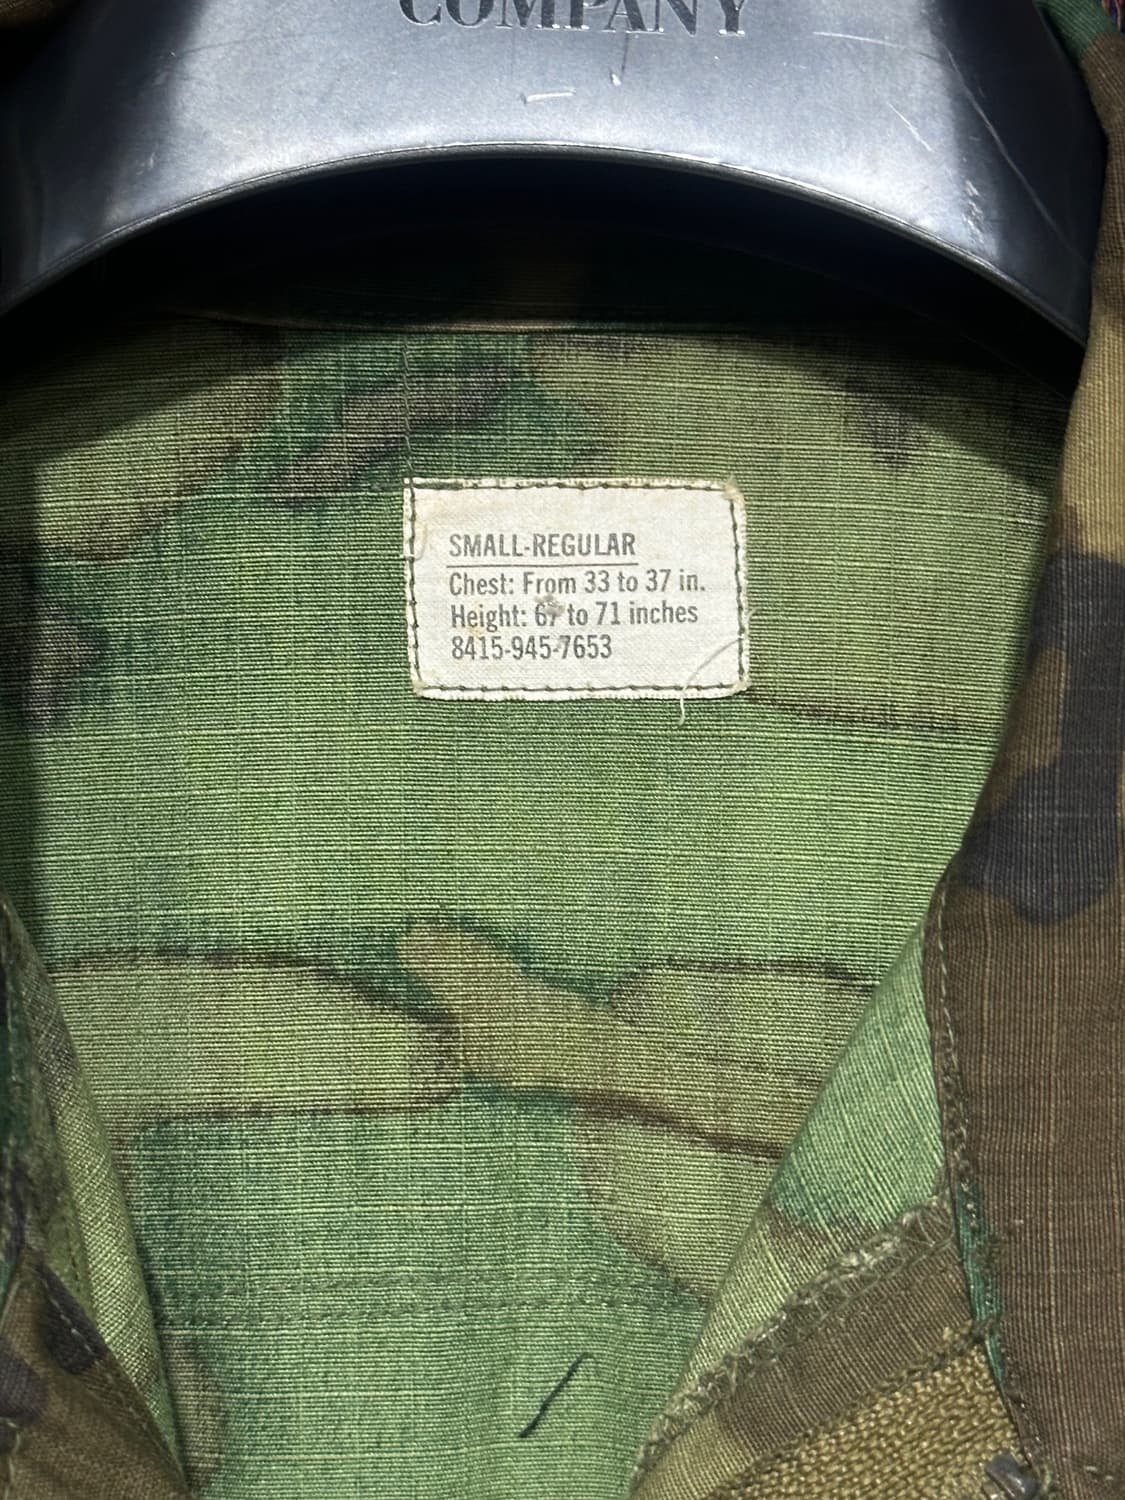 COMPANY
SMALL-REGULAR
Chest: From 33 to 37 in.
Height: 67 to 71 inches
8415-945-7653